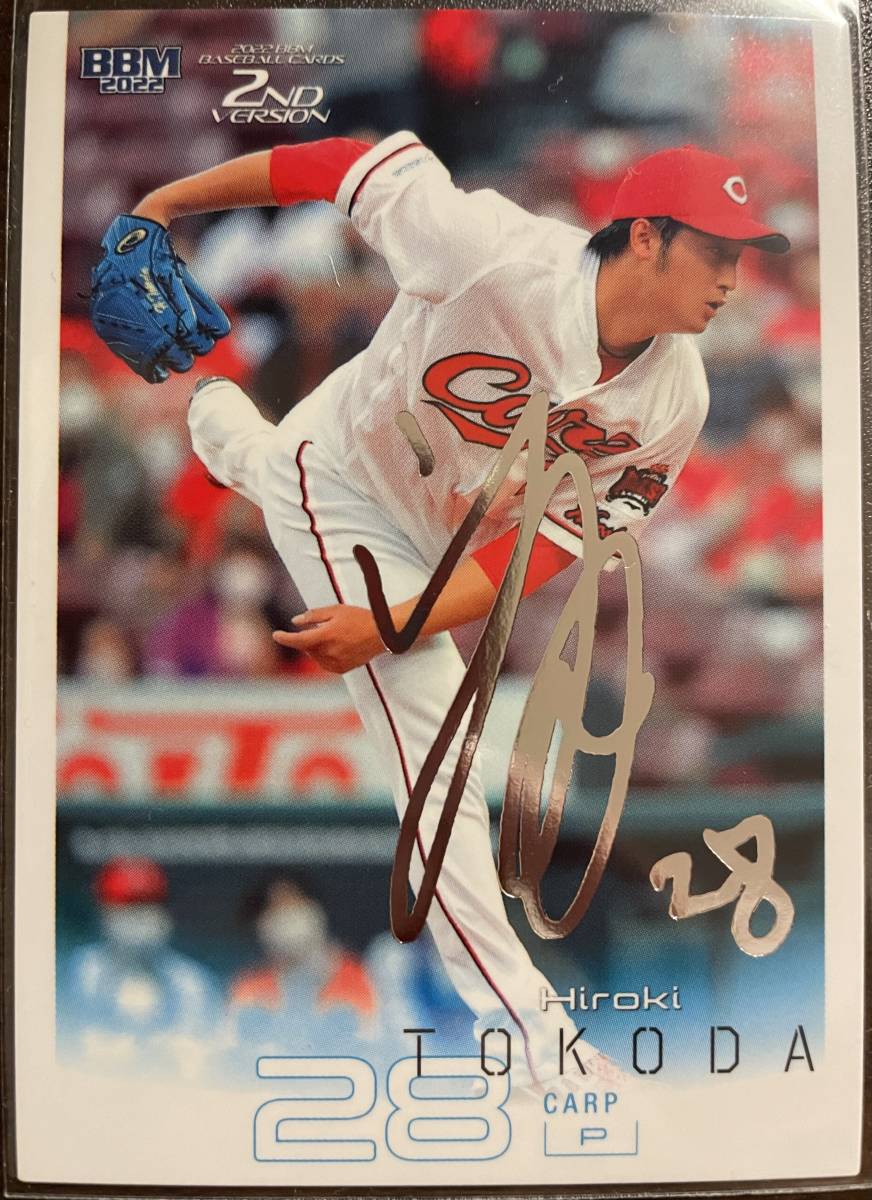 BBM
2022
2022 BBM
BASEBALL CARDS
2ND
VERSION
Carp
28
Hiroki
TOKODA
28
CARP
P